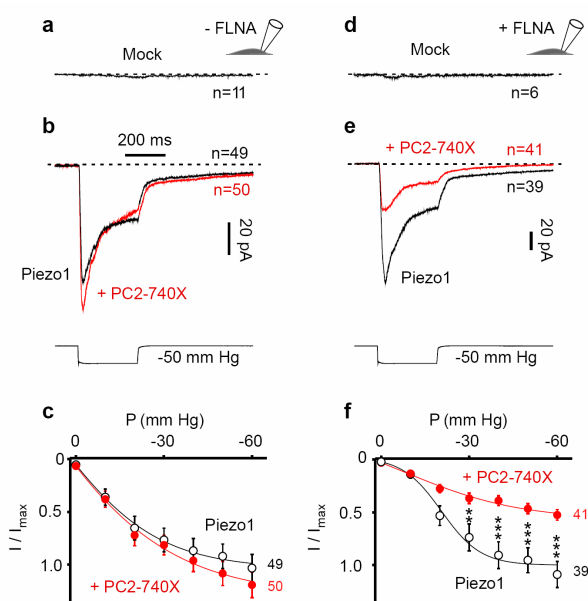 a
- FLNA
Mock
n=11
b
200 ms
n=49
n=50
20 pA
Piezo1
+ PC2-740X
-50 mm Hg
c
P (mm Hg)
0 -30 -60
0
0.5
1.0
I / Imax
Piezo1
+ PC2-740X
49
50
d
+ FLNA
Mock
n=6
e
+ PC2-740X
n=41
n=39
20 pA
Piezo1
-50 mm Hg
f
P (mm Hg)
0 -30 -60
0
0.5
1.0
I / Imax
+ PC2-740X
41
**
***
***
***
Piezo1
39